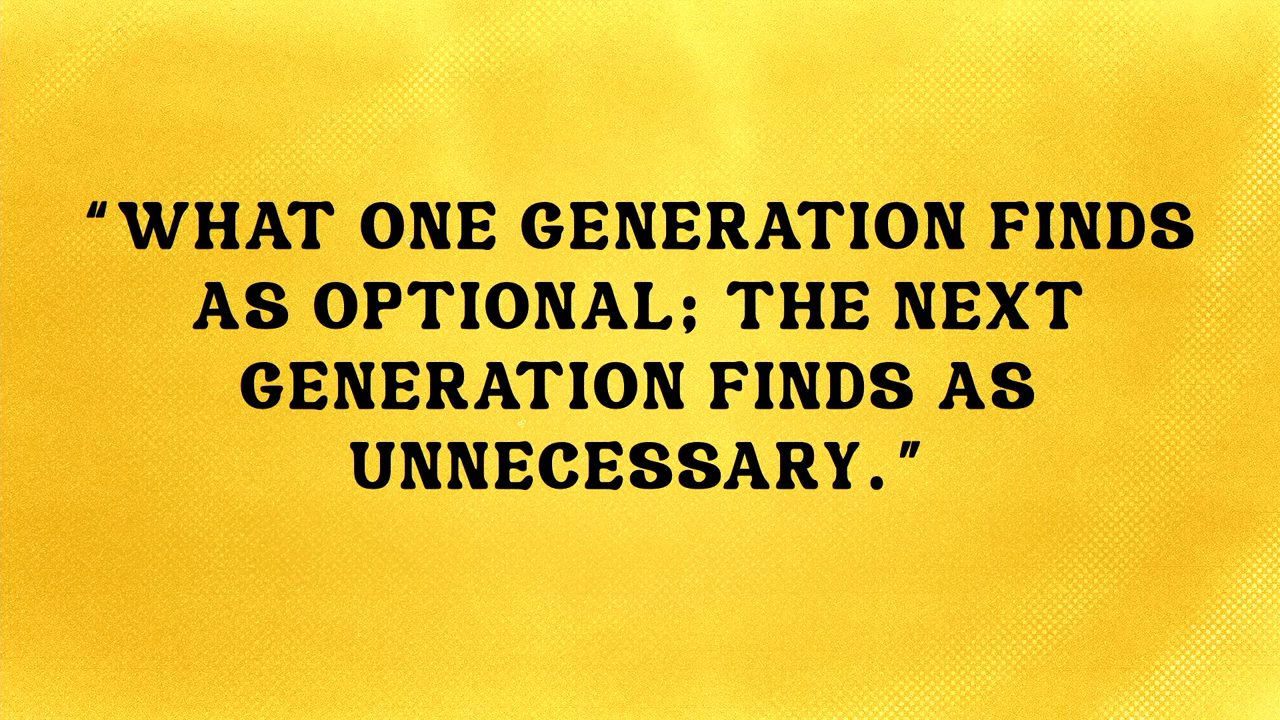 "WHAT ONE GENERATION FINDS
AS OPTIONAL; THE NEXT
GENERATION FINDS AS
UNNECESSARY."